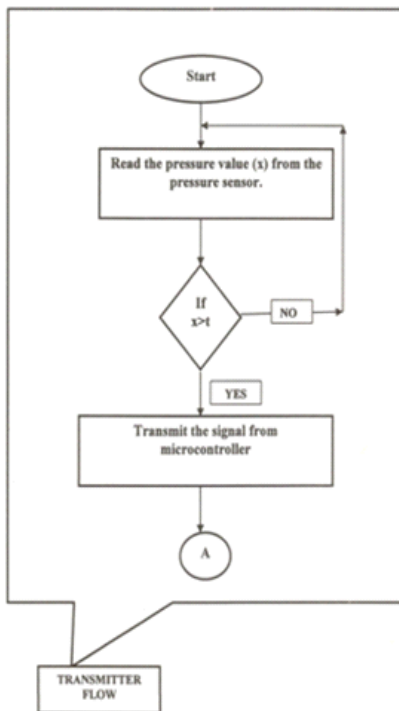 Start
Read the pressure value (x) from the
pressure sensor.
If
x>t
NO
YES
Transmit the signal from
microcontroller
A
TRANSMITTER
FLOW